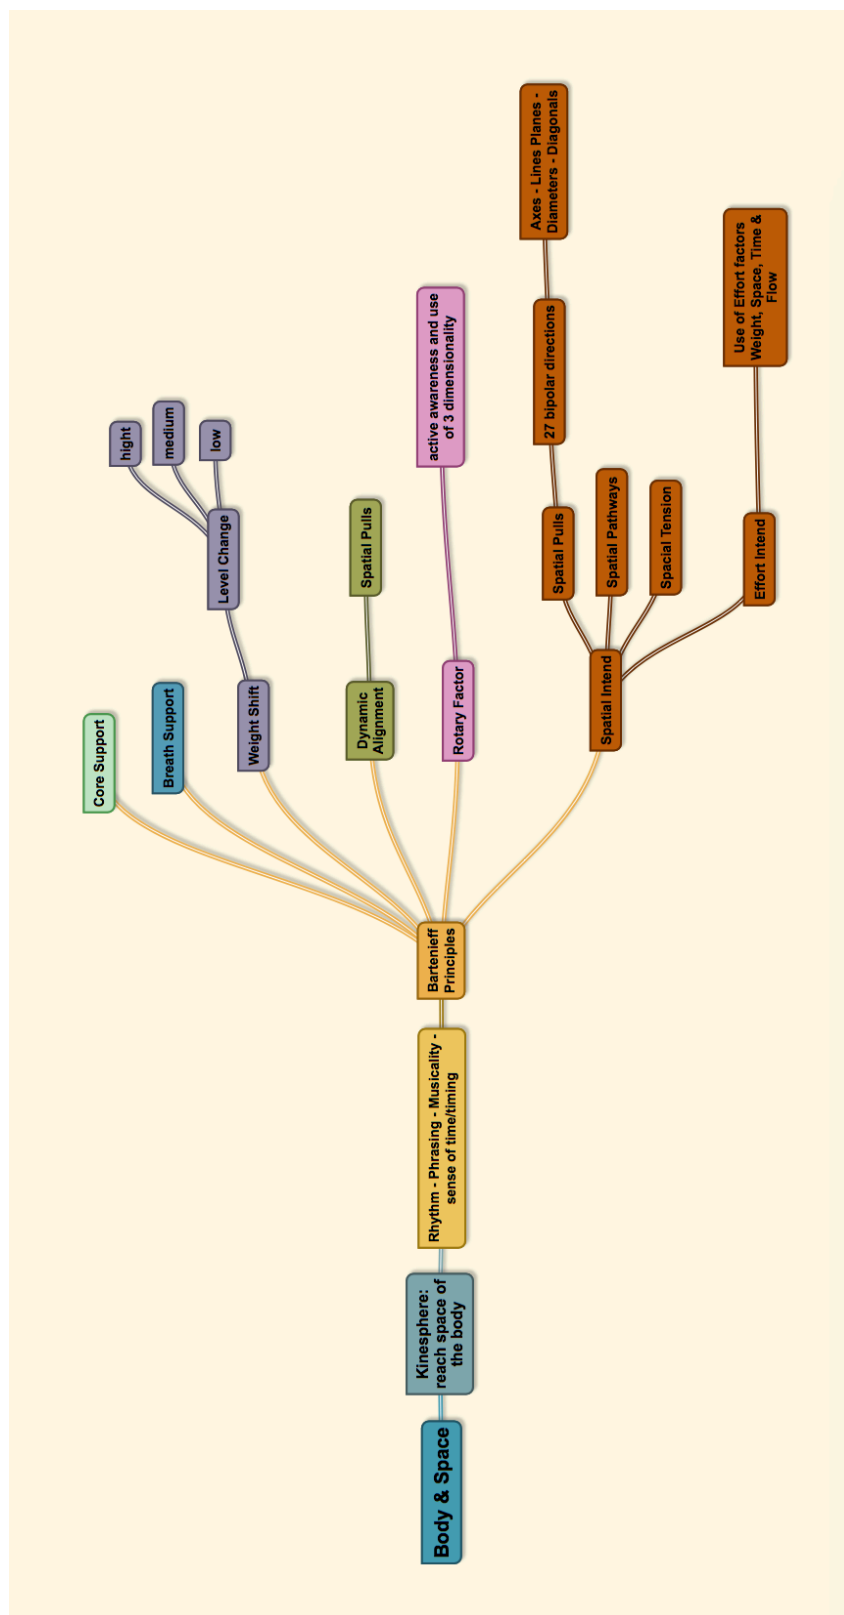 Body & Space
Kinesphere:
reach space of
the body
Rhythm - Phrasing - Musicality -
sense of time/timing
Bartenieff
Principles
Core Support
Breath Support
Weight Shift
Level Change
hight
medium
low
Dynamic
Alignment
Spatial Pulls
Rotary Factor
active awareness and use
of 3 dimensionality
Spatial Intend
Spatial Pulls
27 bipolar directions
Axes - Lines Planes -
Diameters - Diagonals
Spatial Pathways
Spacial Tension
Effort Intend
Use of Effort factors
Weight, Space, Time &
Flow